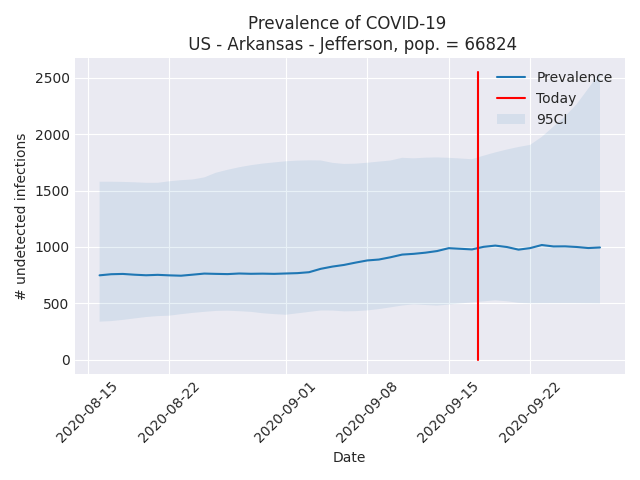 Prevalence of COVID-19
US - Arkansas - Jefferson, pop. = 66824
Prevalence
Today
95CI
2500
2000
1500
1000
500
0
# undetected infections
2020-08-15
2020-08-22
2020-09-01
2020-09-08
2020-09-15
2020-09-22
Date